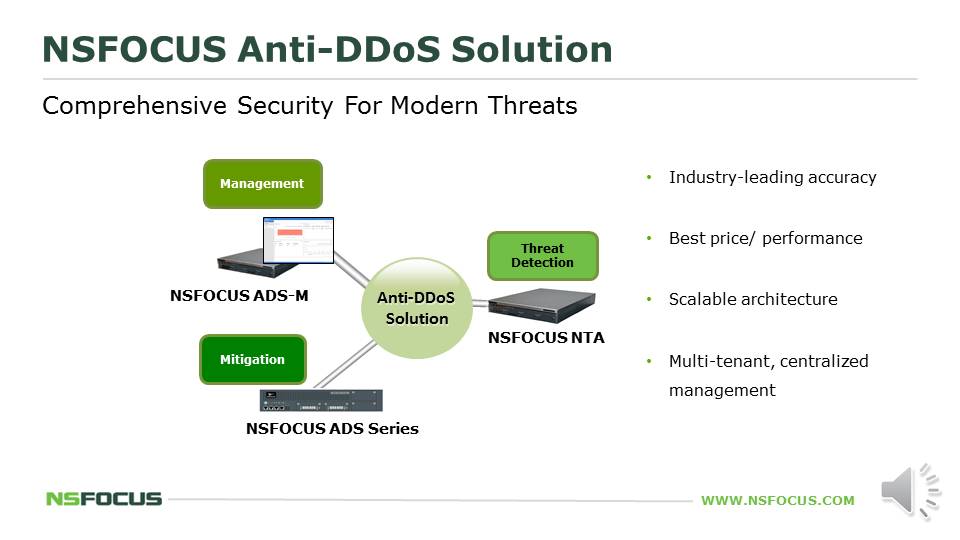 NSFOCUS Anti-DDoS Solution
Comprehensive Security For Modern Threats
Management
NSFOCUS ADS-M
Mitigation
NSFOCUS ADS Series
Anti-DDoS
Solution
Threat
Detection
NSFOCUS NTA
• Industry-leading accuracy
• Best price/ performance
• Scalable architecture
• Multi-tenant, centralized
management
NSFOCUS
WWW.NSFOCUS.COM